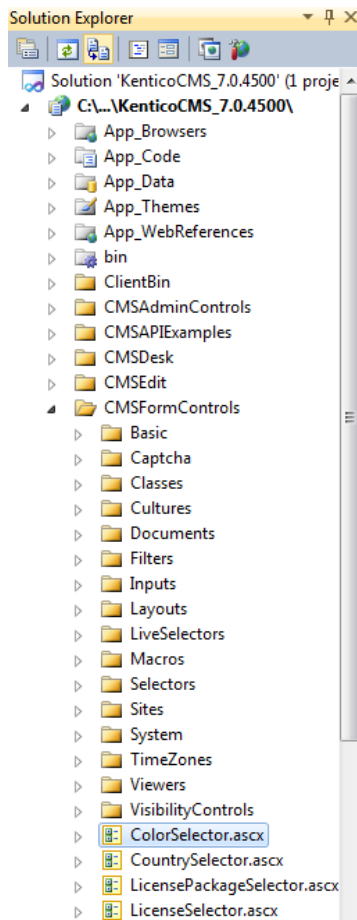 Solution Explorer
Solution 'KenticoCMS_7.0.4500' (1 proje
C:\...\KenticoCMS_7.0.4500\
App_Browsers
App_Code
App_Data
App_Themes
App_WebReferences
bin
ClientBin
CMSAdminControls
CMSAPIExamples
CMSDesk
CMSEdit
CMSFormControls
Basic
Captcha
Classes
Cultures
Documents
Filters
Inputs
Layouts
LiveSelectors
Macros
Selectors
Sites
System
TimeZones
Viewers
VisibilityControls
ColorSelector.ascx
CountrySelector.ascx
LicensePackageSelector.ascx
LicenseSelector.ascx